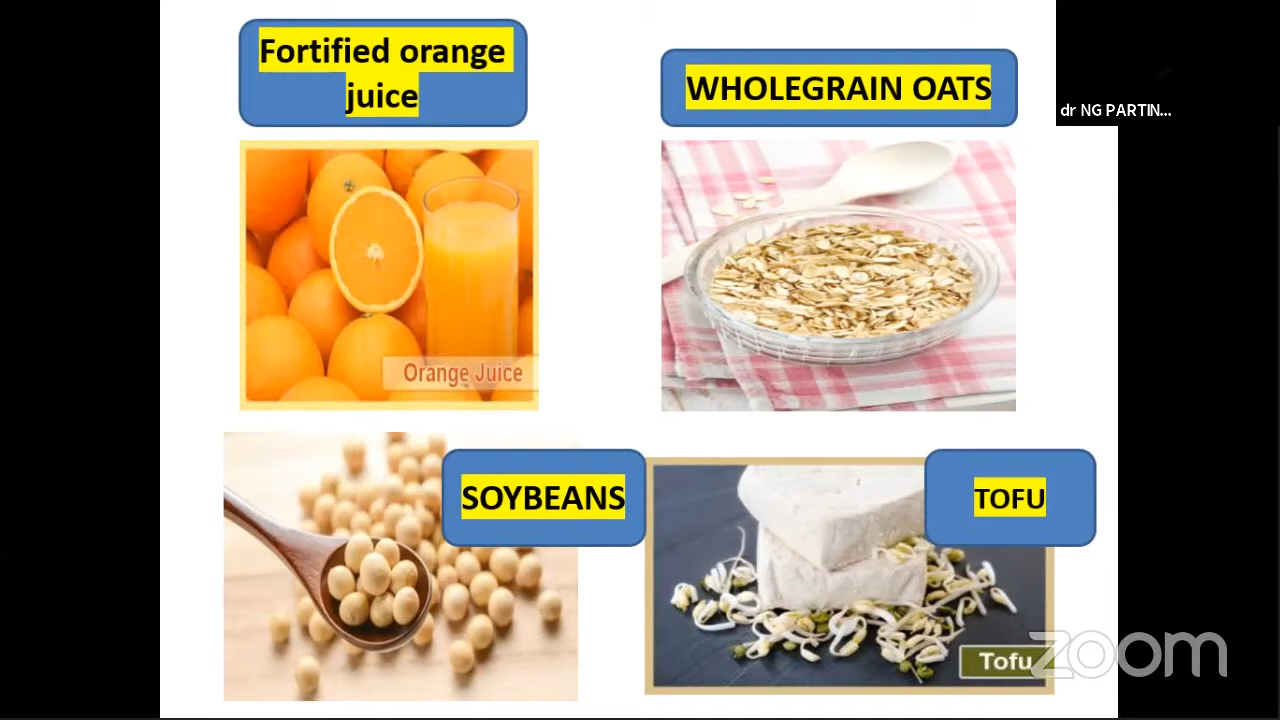 Fortified orange
juice
WHOLEGRAIN OATS
dr NG PARTIN...
Orange Juice
SOYBEANS
TOFU
Tofu
zoom